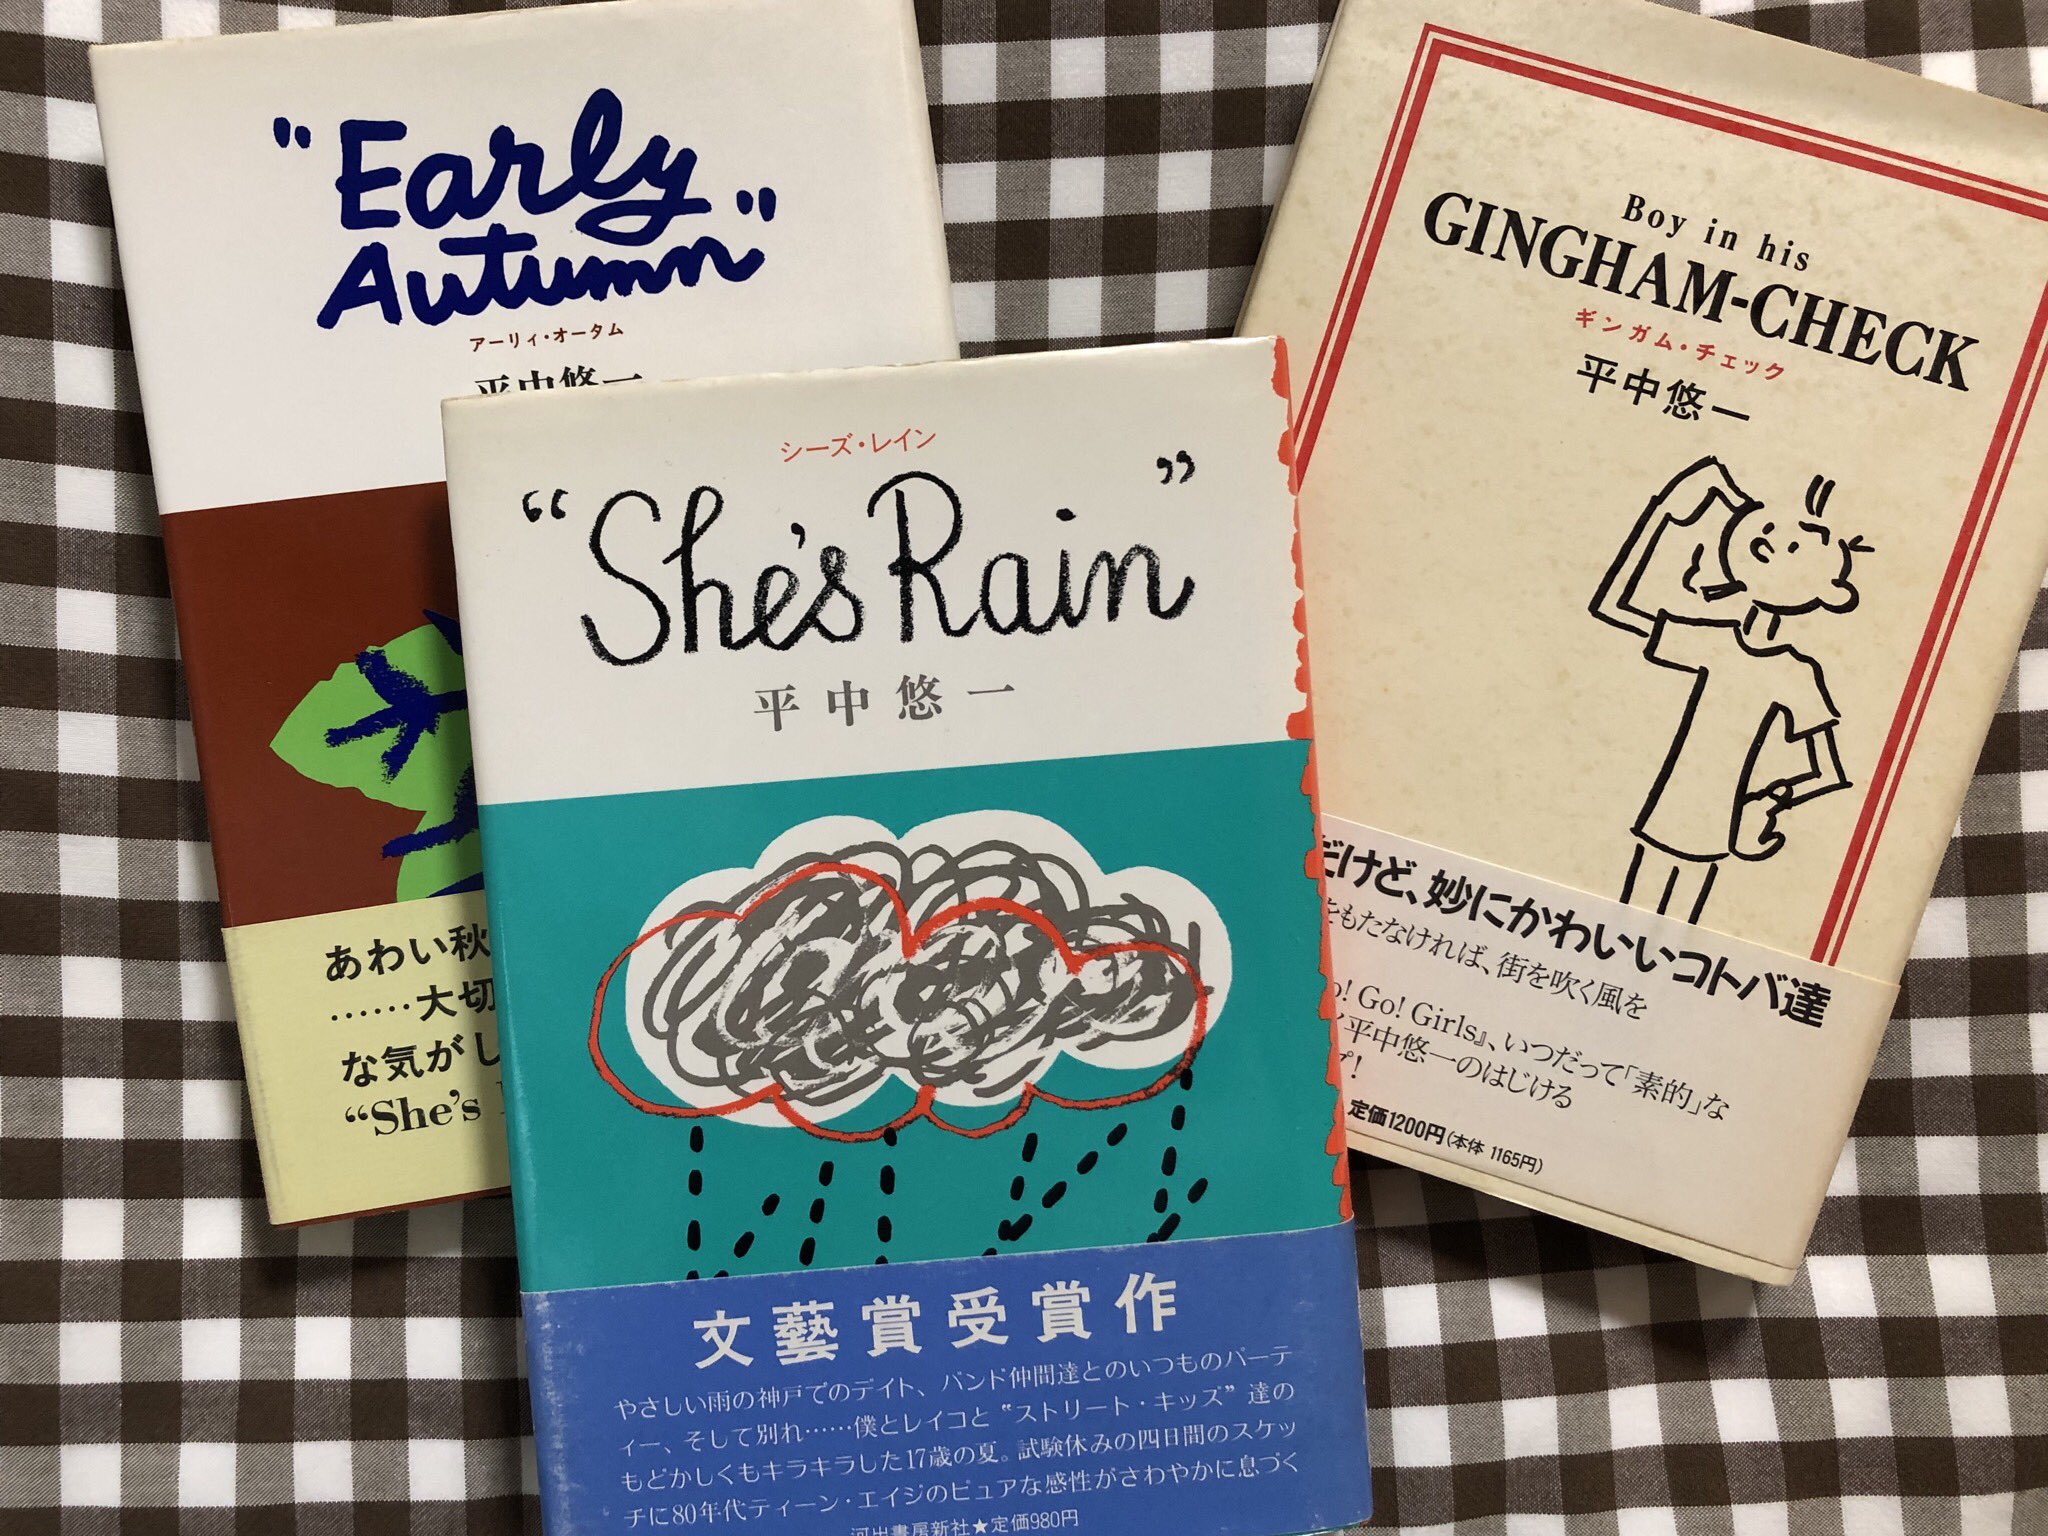 "Early
Autumn"
アーリィ・オータム
平中悠一
あわい秋
……大切
な気がし
“She's
シーズ・レイン
“She's Rain”
平中悠一
文藝賞受賞作
やさしい雨の神戸でのデイト、バンド仲間達とのいつものパーテ
ィー、そして別れ……僕とレイコと“ストリート・キッズ”達の
もどかしくもキラキラした17歳の夏。試験休みの四日間のスケッ
チに80年代ティーン・エイジのピュアな感性がさわやかに息づく
河出書房新社★定価980円
Boy in his
GINGHAM-CHECK
ギンガム・チェック
平中悠一
だけど、妙にかわいいコトバ達
をもたなければ、街を吹く風を
o! Go! Girls』、いつだって「素的」な
平中悠一のはじける
プ!
定価1200円(本体 1165円)